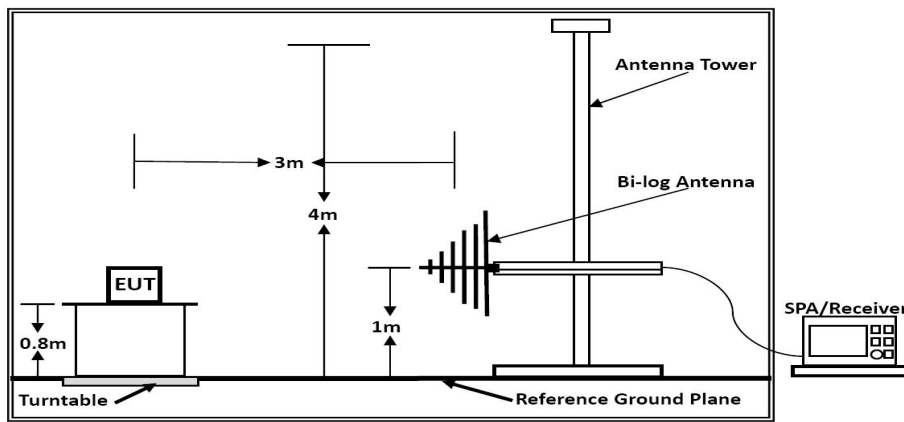 Antenna Tower
3m
Bi-log Antenna
4m
EUT
SPA/Receiver
1m
0.8m
Turntable
Reference Ground Plane